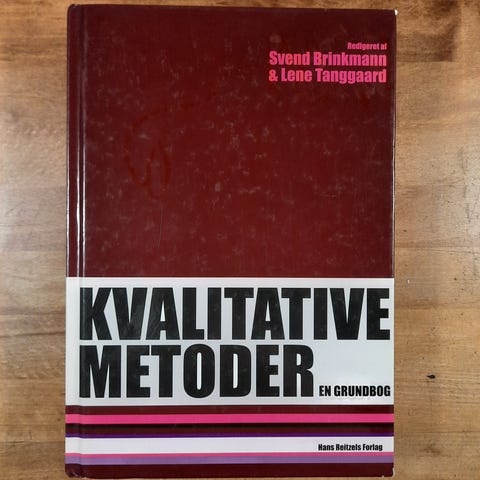 Redigeret af
Svend Brinkmann
& Lene Tanggaard
KVALITATIVE
METODER EN GRUNDBOG
Hans Reitzels Forlag